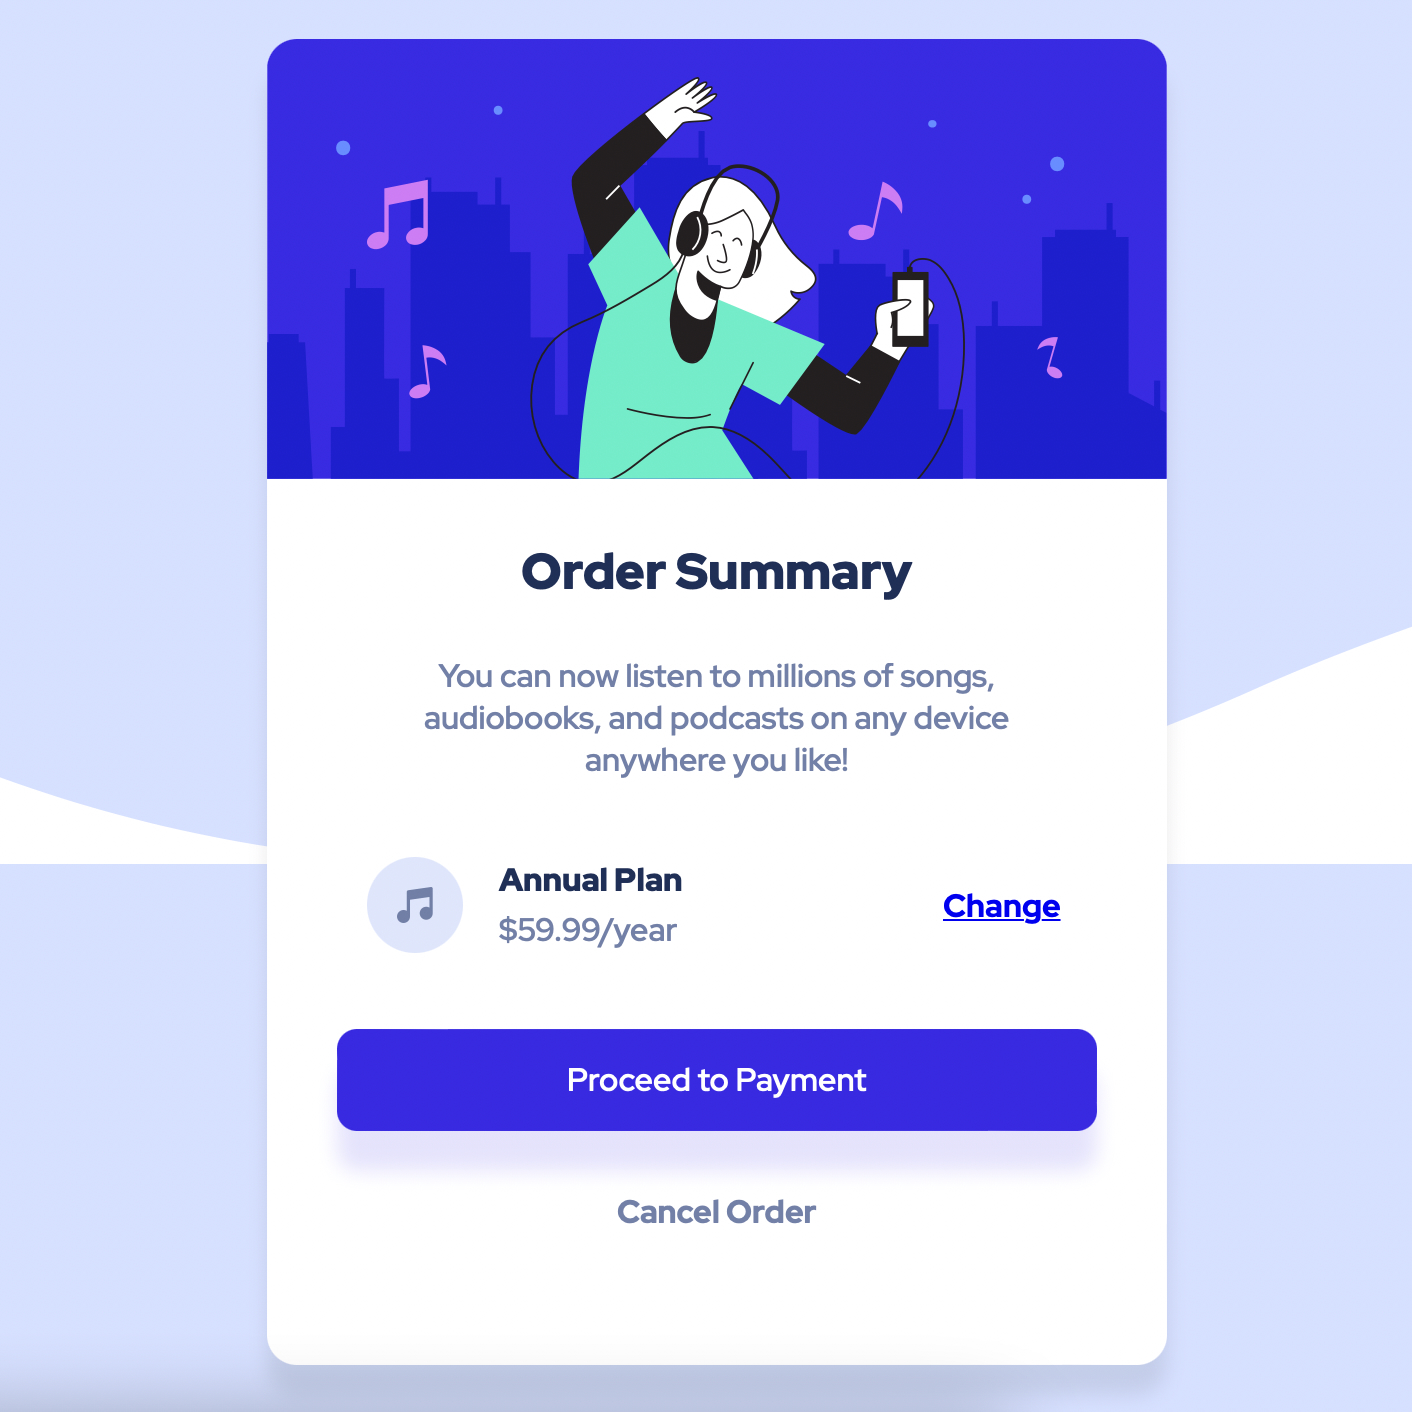 Order Summary
You can now listen to millions of songs,
audiobooks, and podcasts on any device
anywhere you like!
Annual Plan
$59.99/year
Change
Proceed to Payment
Cancel Order